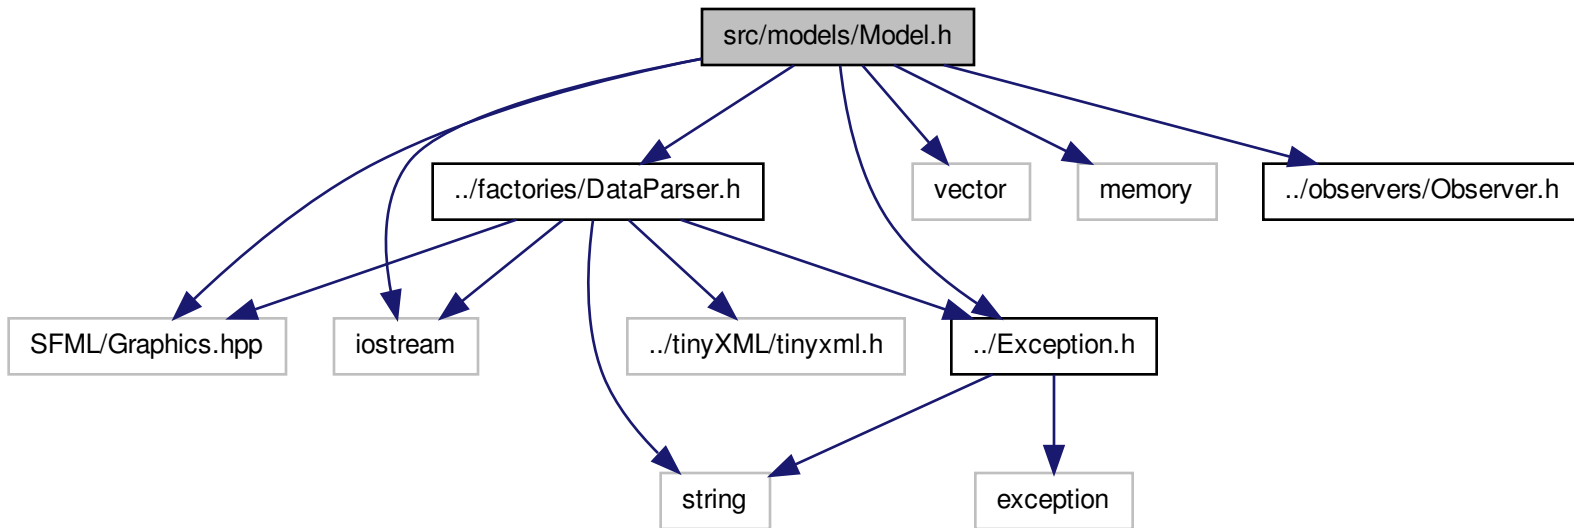 src/models/Model.h
../factories/DataParser.h
vector
memory
../observers/Observer.h
SFML/Graphics.hpp
iostream
../tinyXML/tinyxml.h
../Exception.h
string
exception